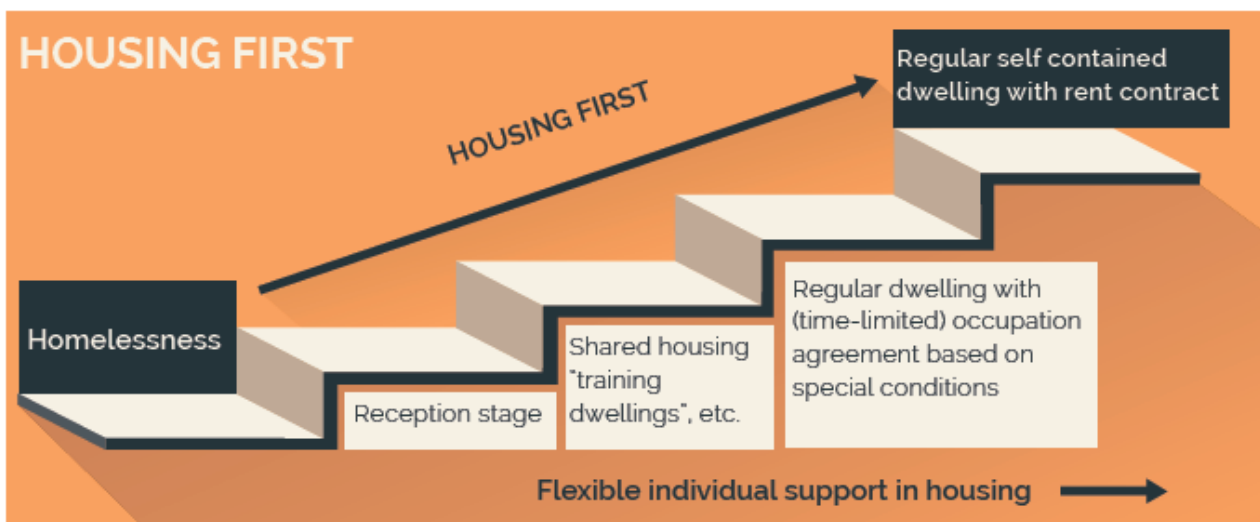 HOUSING FIRST
HOUSING FIRST
Regular self contained
dwelling with rent contract
Homelessness
Reception stage
Shared housing
"training
dwellings", etc.
Regular dwelling with
(time-limited) occupation
agreement based on
special conditions
Flexible individual support in housing